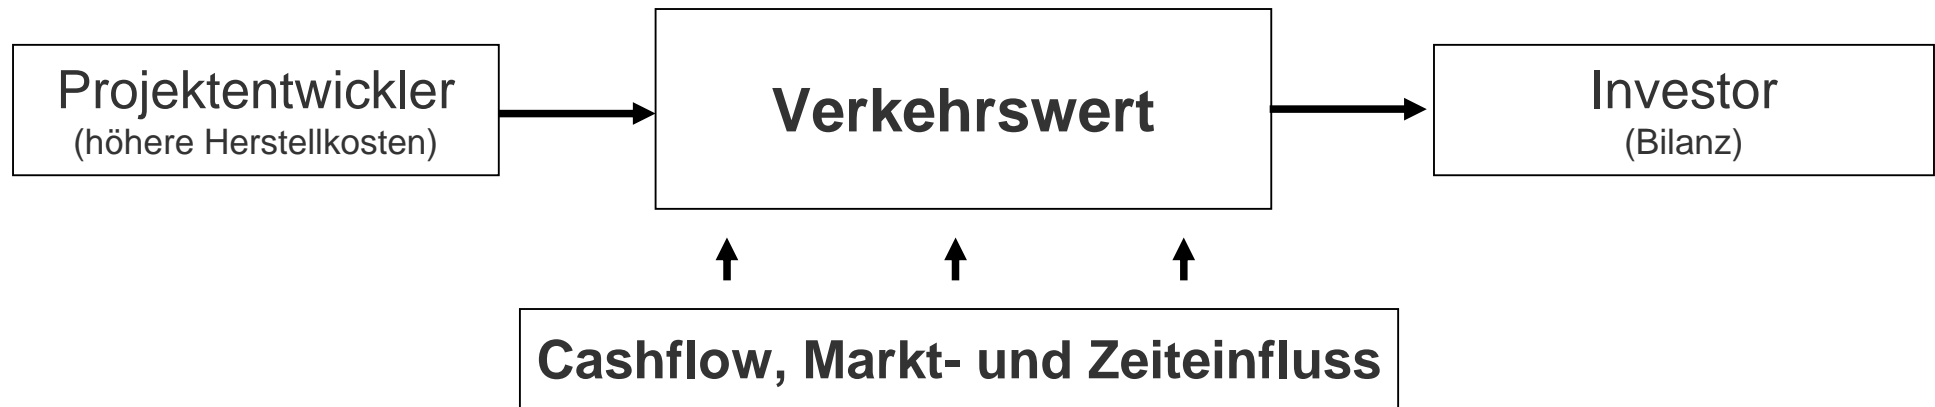 Projektentwickler
(höhere Herstellkosten)
Verkehrswert
Investor
(Bilanz)
Cashflow, Markt- und Zeiteinfluss